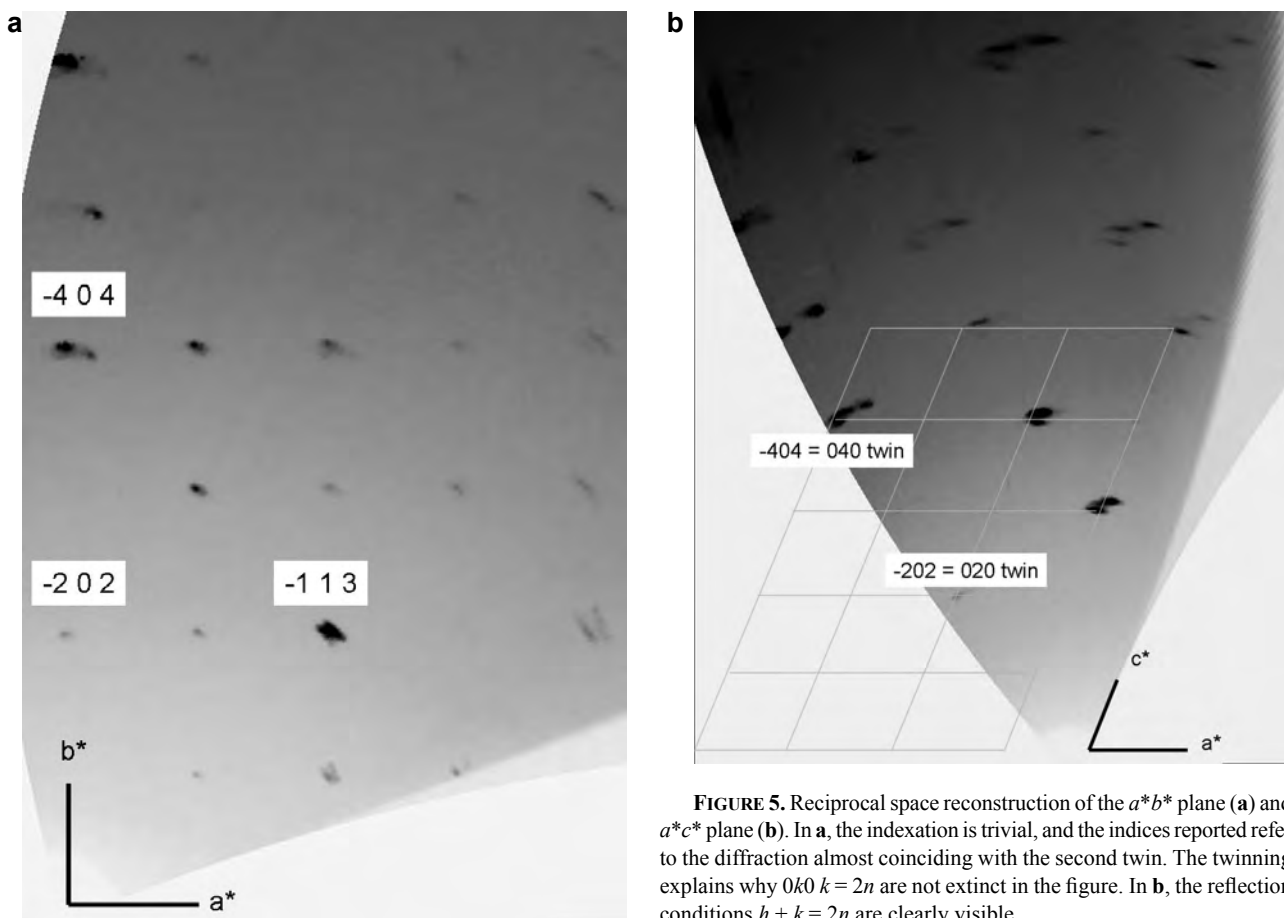 a
-4 0 4
-2 0 2
-1 1 3
b*
a*
b
-404 = 040 twin
-202 = 020 twin
c*
a*
FIGURE 5. Reciprocal space reconstruction of the a*b* plane (a) and
a*c* plane (b). In a, the indexation is trivial, and the indices reported refe
to the diffraction almost coinciding with the second twin. The twinning
explains why 0k0 k = 2n are not extinct in the figure. In b, the reflection
conditions h + k = 2n are clearly visible.